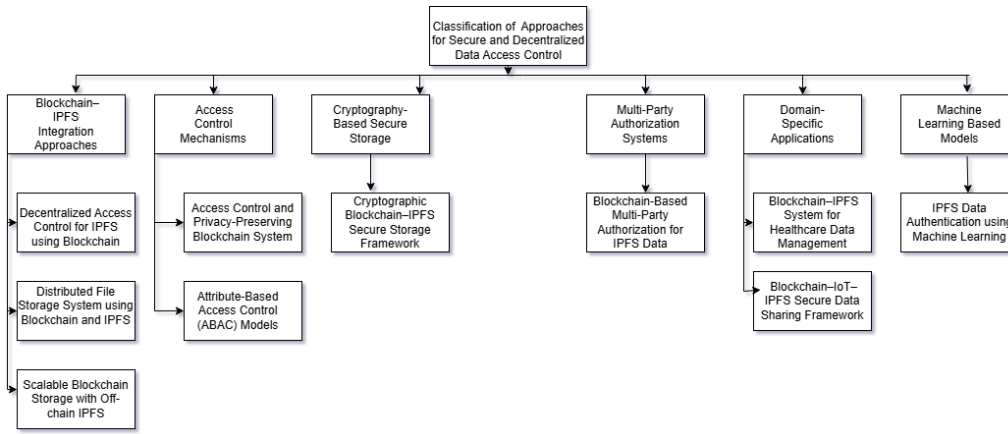 Classification of Approaches
for Secure and Decentralized
Data Access Control
Blockchain–
IPFS
Integration
Approaches
Access
Control
Mechanisms
Cryptography-
Based Secure
Storage
Multi-Party
Authorization
Systems
Domain-
Specific
Applications
Machine
Learning Based
Models
Decentralized Access
Control for IPFS
using Blockchain
Access Control and
Privacy-Preserving
Blockchain System
Cryptographic
Blockchain–IPFS
Secure Storage
Framework
Blockchain-Based
Multi-Party
Authorization for
IPFS Data
Blockchain–IPFS
System for
Healthcare Data
Management
IPFS Data
Authentication using
Machine Learning
Distributed File
Storage System using
Blockchain and IPFS
Attribute-Based
Access Control
(ABAC) Models
Blockchain–IoT–
IPFS Secure Data
Sharing Framework
Scalable Blockchain
Storage with Off-
chain IPFS